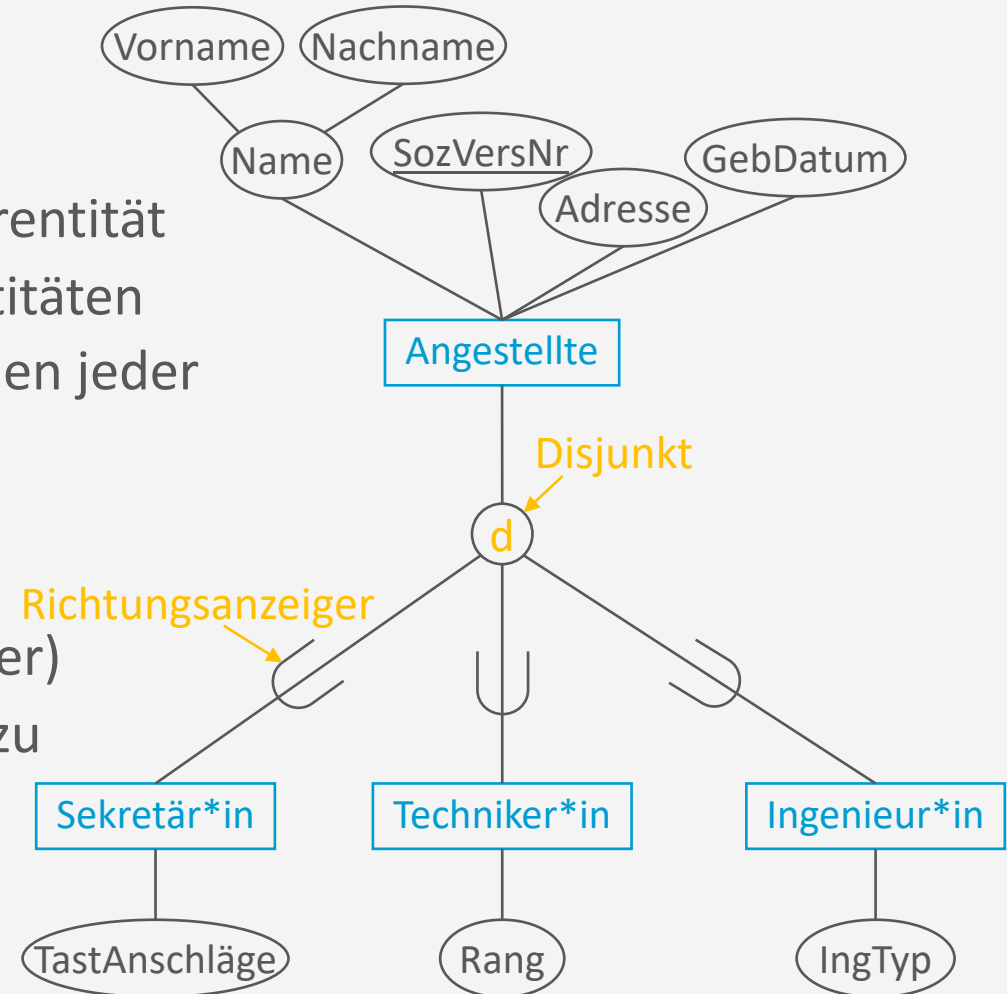 Vorname Nachname
Name SozVersNr GebDatum
Adresse
rentität
titäten
en jeder
Angestellte
Disjunkt
d
Richtungsanzeiger
er)
zu
Sekretär*in Techniker*in Ingenieur*in
TastAnschläge Rang IngTyp